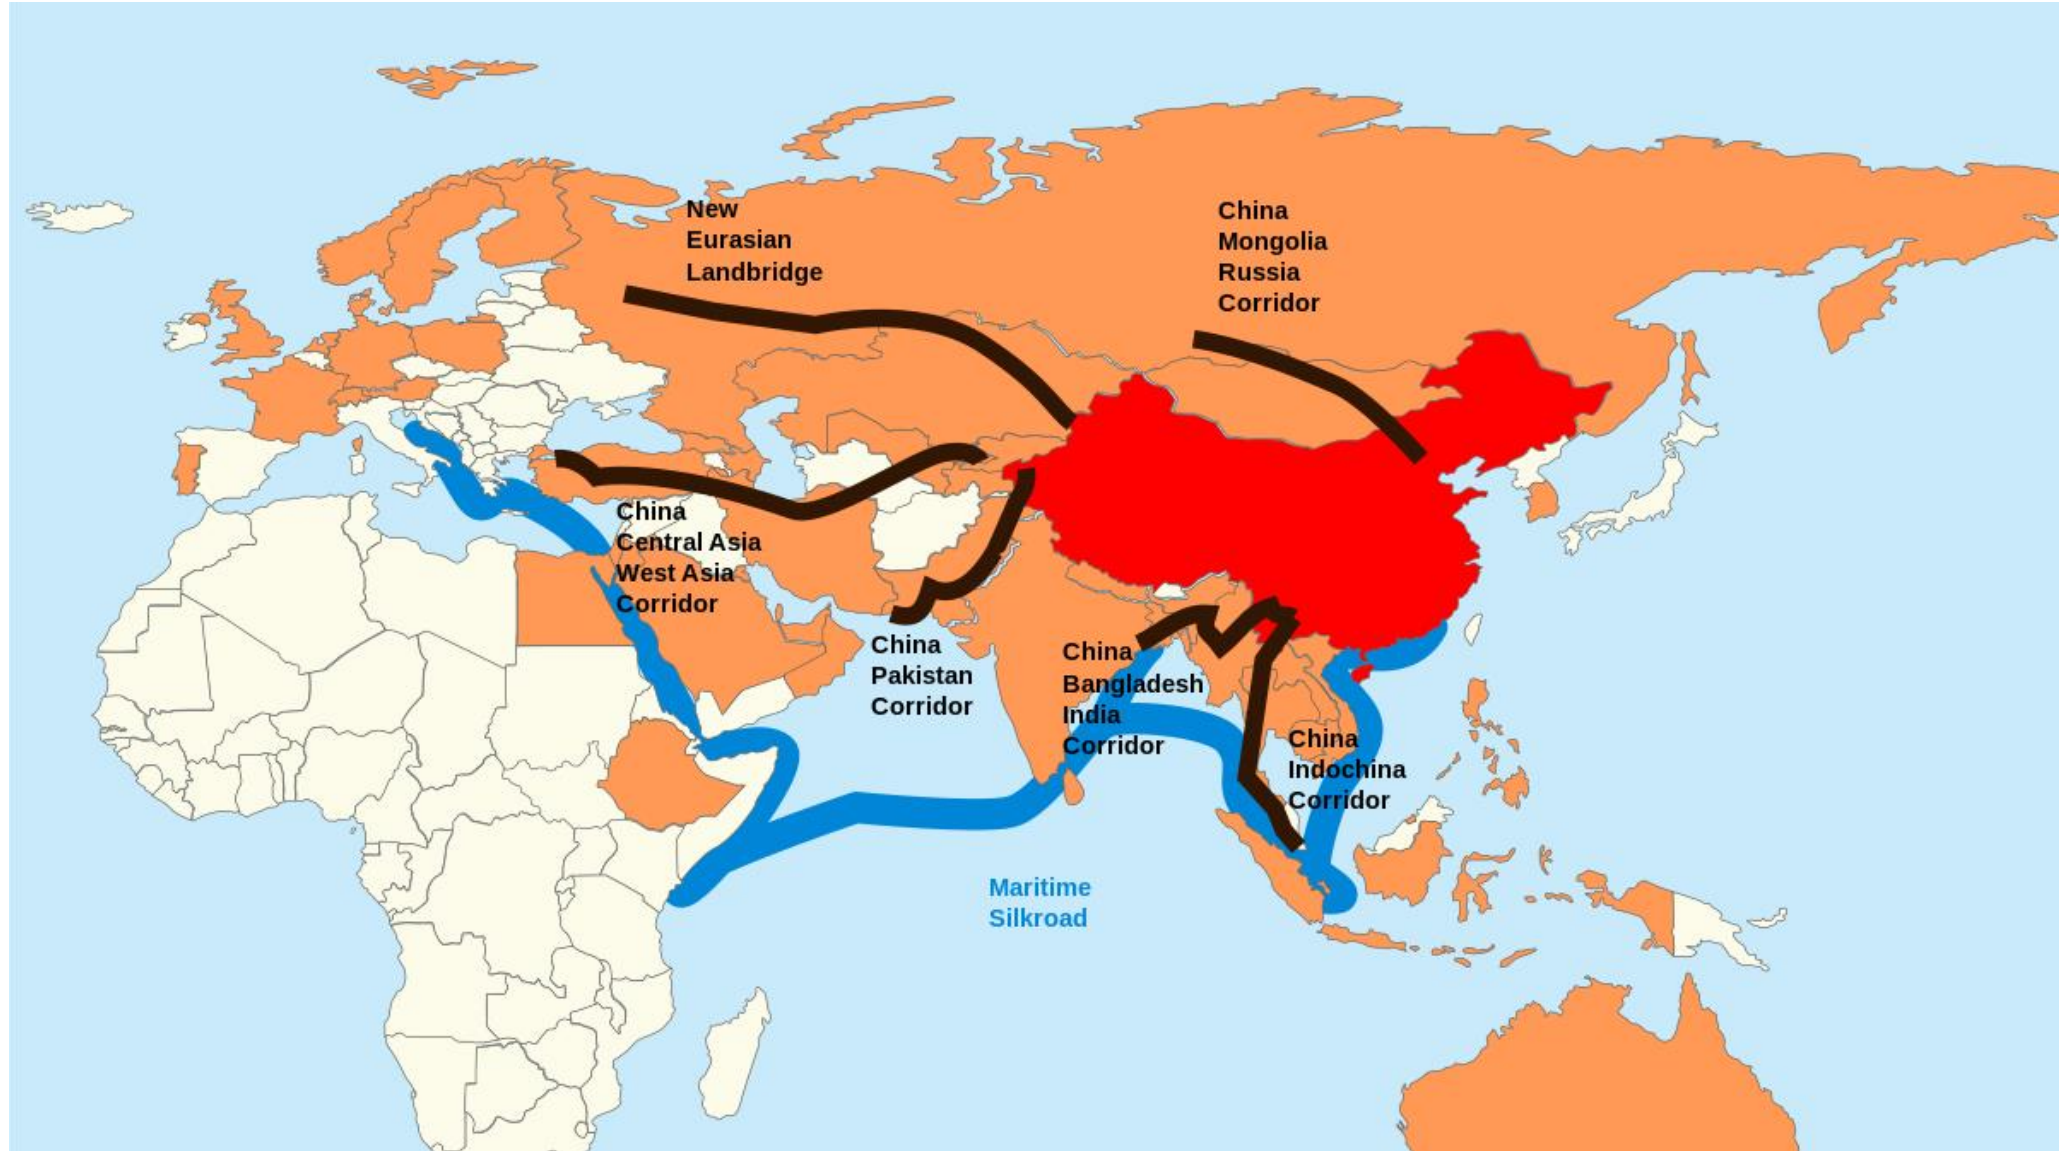 New
Eurasian
Landbridge
China
Mongolia
Russia
Corridor
China
Central Asia
West Asia
Corridor
China
Pakistan
Corridor
China
Bangladesh
India
Corridor
China
Indochina
Corridor
Maritime
Silkroad